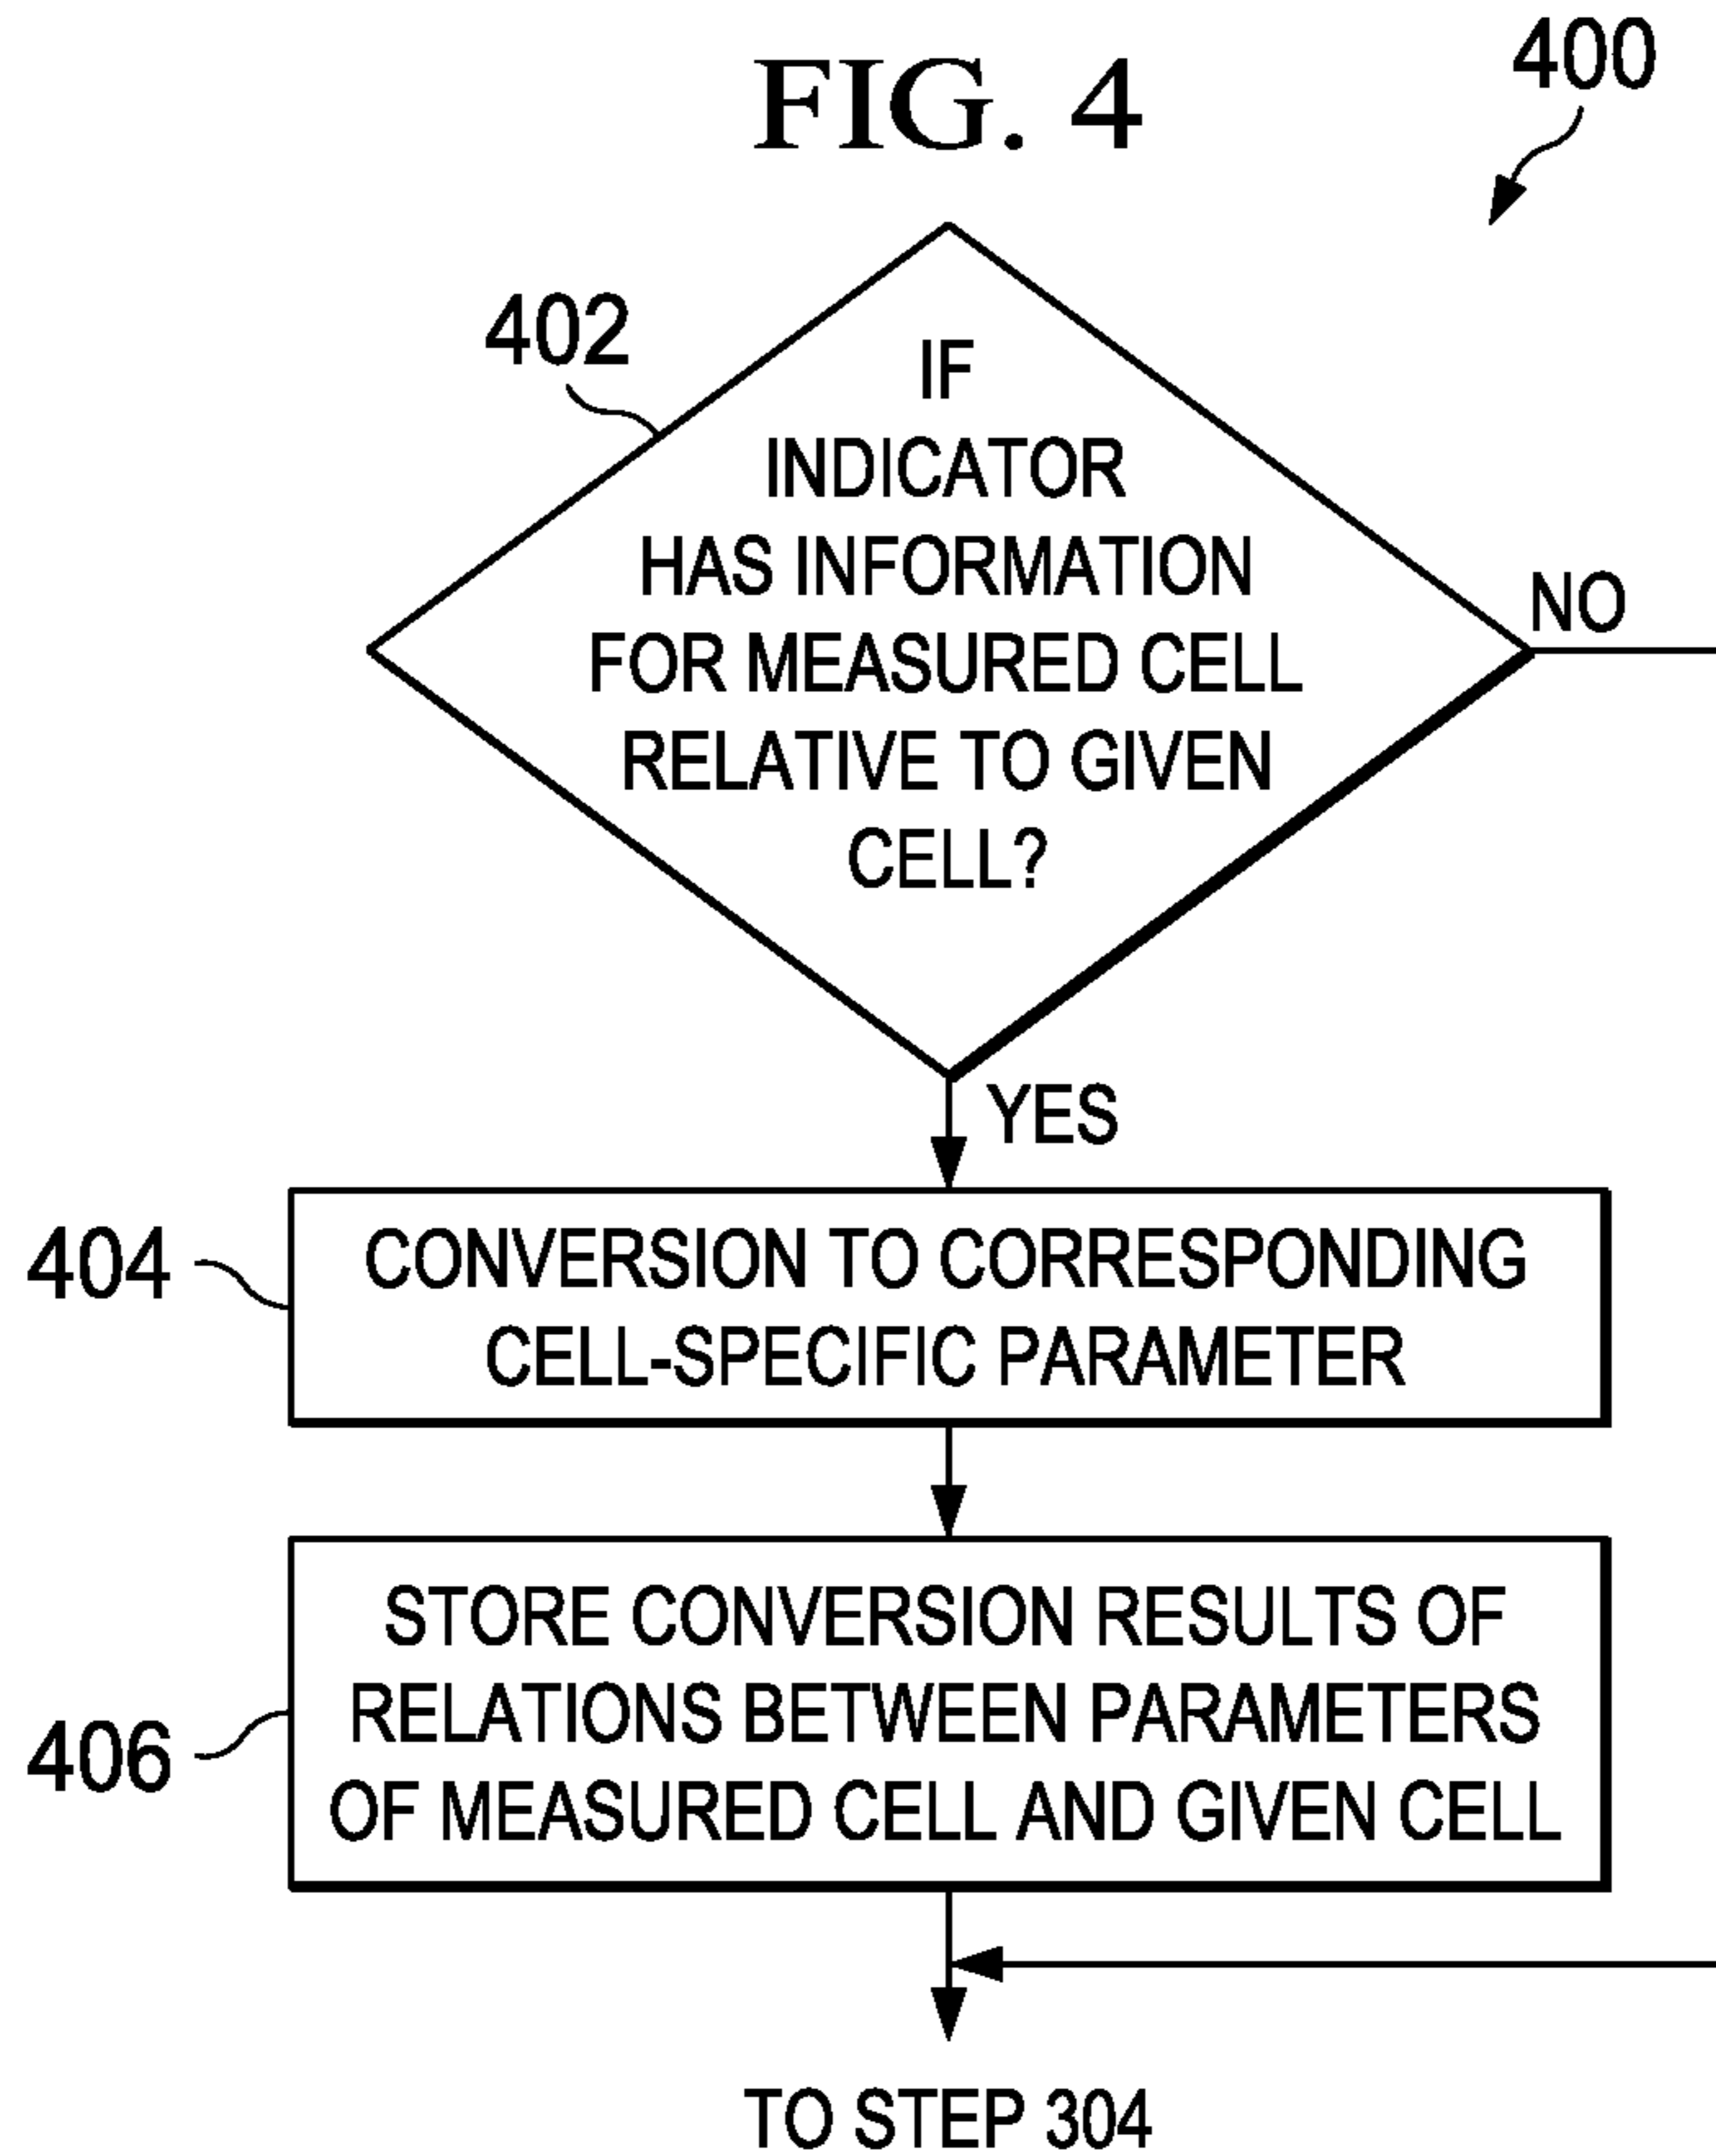 FIG. 4
400
402
IF
INDICATOR
HAS INFORMATION
FOR MEASURED CELL
RELATIVE TO GIVEN
CELL?
NO
YES
404
CONVERSION TO CORRESPONDING
CELL-SPECIFIC PARAMETER
406
STORE CONVERSION RESULTS OF
RELATIONS BETWEEN PARAMETERS
OF MEASURED CELL AND GIVEN CELL
TO STEP 304